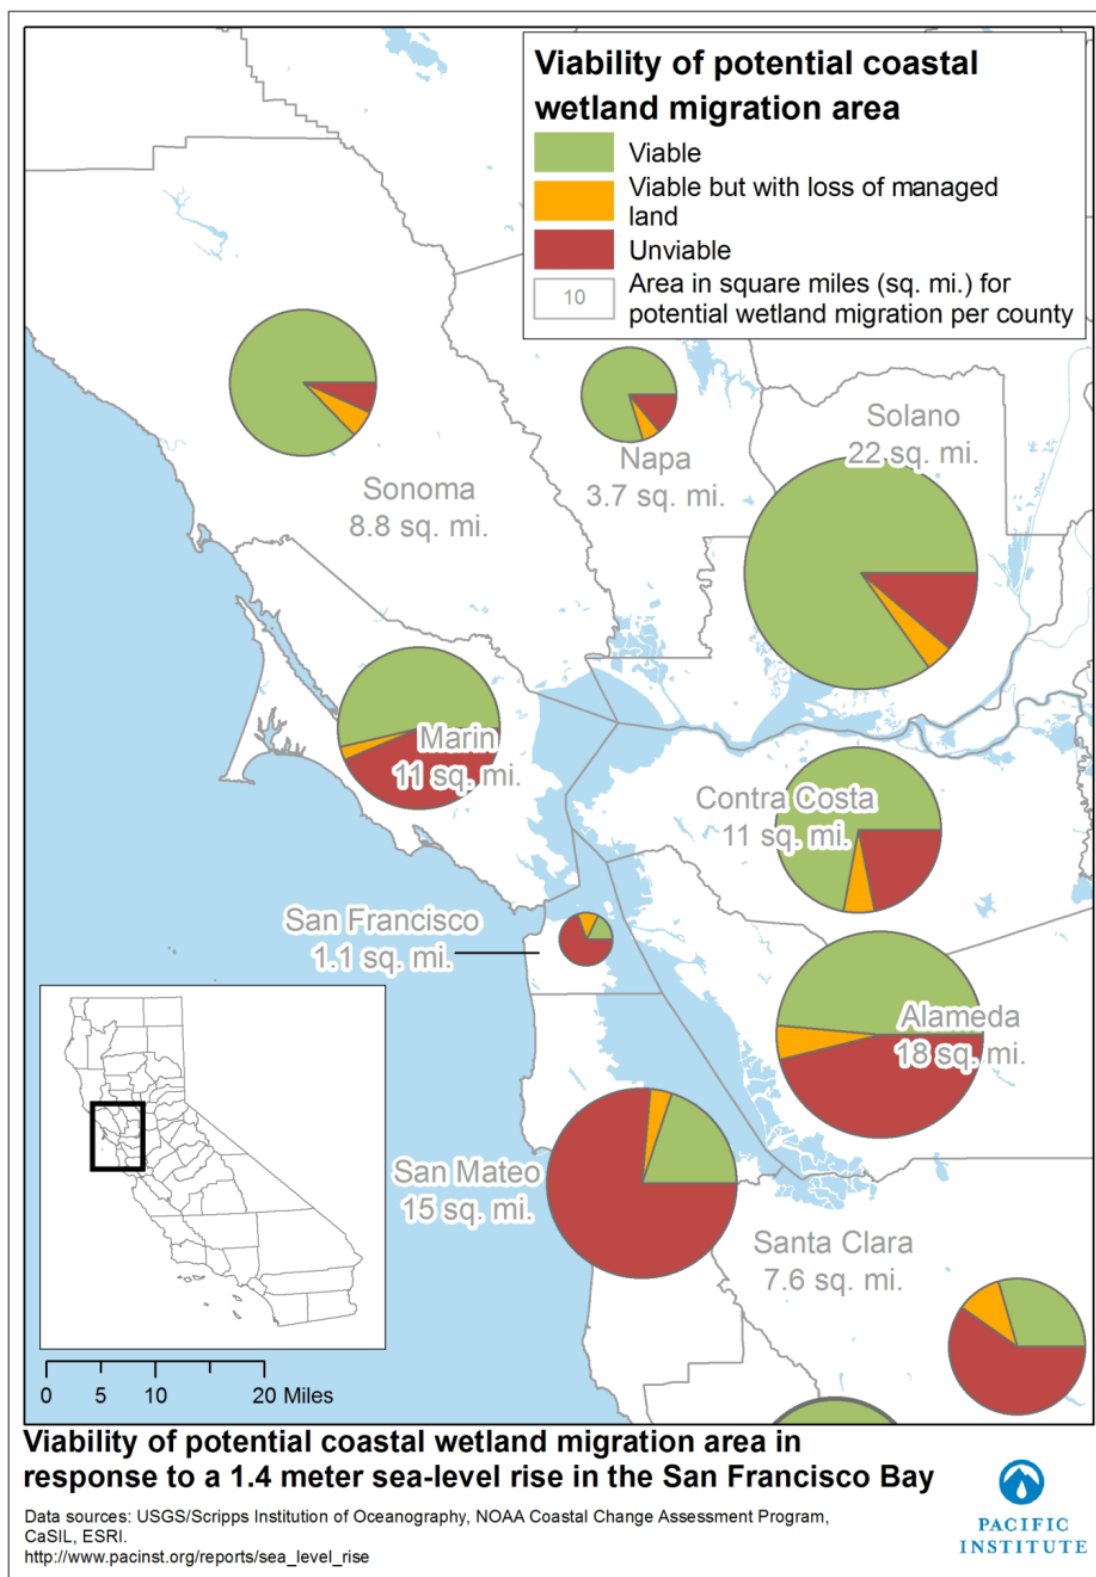 Viability of potential coastal
wetland migration area
Viable
Viable but with loss of managed
land
Unviable
10
Area in square miles (sq. mi.) for
potential wetland migration per county
Solano
22 sq. mi.
Napa
3.7 sq. mi.
Sonoma
8.8 sq. mi.
Marin
11 sq. mi.
Contra Costa
11 sq. mi.
San Francisco
1.1 sq. mi.
Alameda
18 sq. mi.
San Mateo
15 sq. mi.
Santa Clara
7.6 sq. mi.
0 5 10 20 Miles
Viability of potential coastal wetland migration area in
response to a 1.4 meter sea-level rise in the San Francisco Bay
Data sources: USGS/Scripps Institution of Oceanography, NOAA Coastal Change Assessment Program,
CaSIL, ESRI.
http://www.pacinst.org/reports/sea_level_rise
PACIFIC
INSTITUTE